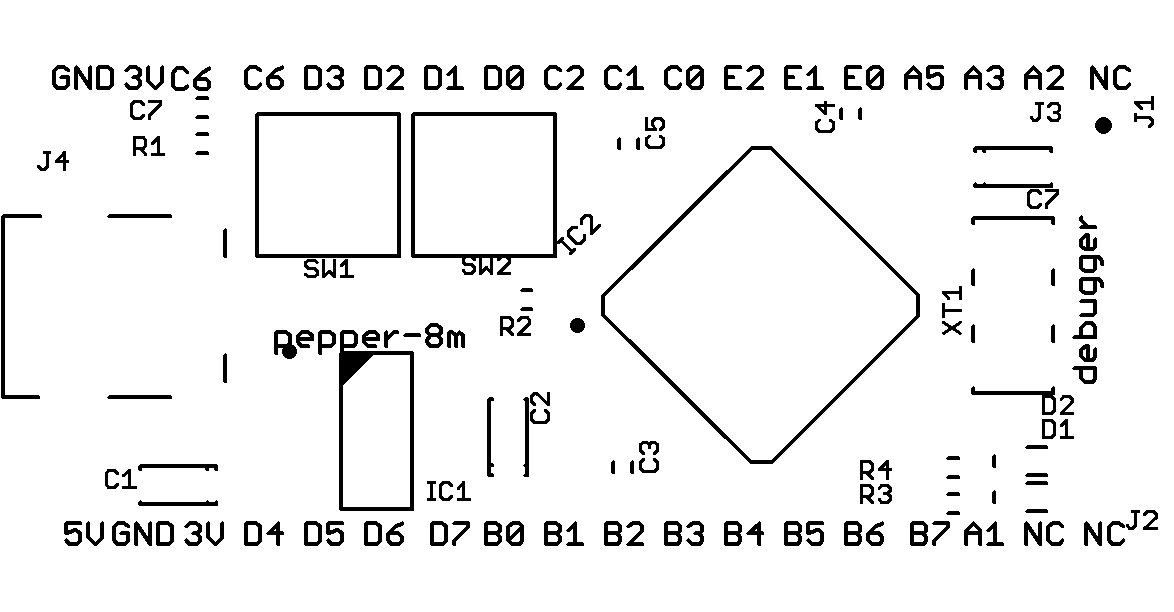 GND 3V C6 C6 D3 D2 D1 D0 C2 C1 C0 E2 E1 E0 A5 A3 A2 NC
C7
R1
J4
C5
C4
J3
J1
C7
SW1
SW2
IC2
R2
pepper-8m
XT1
debugger
C2
C3
D2
D1
C1
IC1
R4
R3
5V GND 3V D4 D5 D6 D7 B0 B1 B2 B3 B4 B5 B6 B7 A1 NC NC
J2